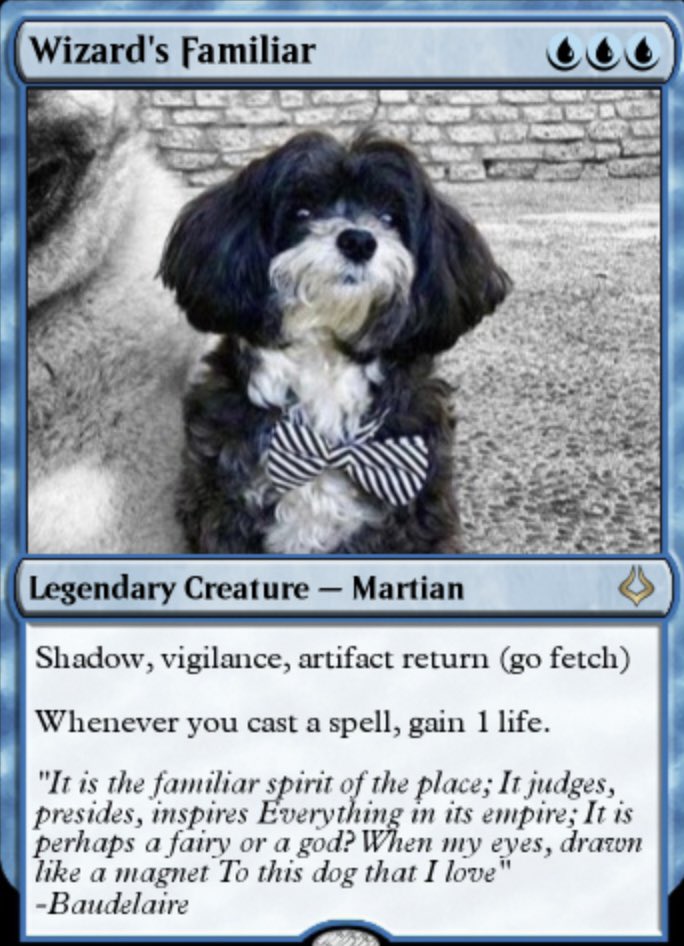 Wizard's Familiar
Legendary Creature — Martian
Shadow, vigilance, artifact return (go fetch)
Whenever you cast a spell, gain 1 life.
"It is the familiar spirit of the place; It judges,
presides, inspires Everything in its empire; It is
perhaps a fairy or a god? When my eyes, drawn
like a magnet To this dog that I love"
-Baudelaire